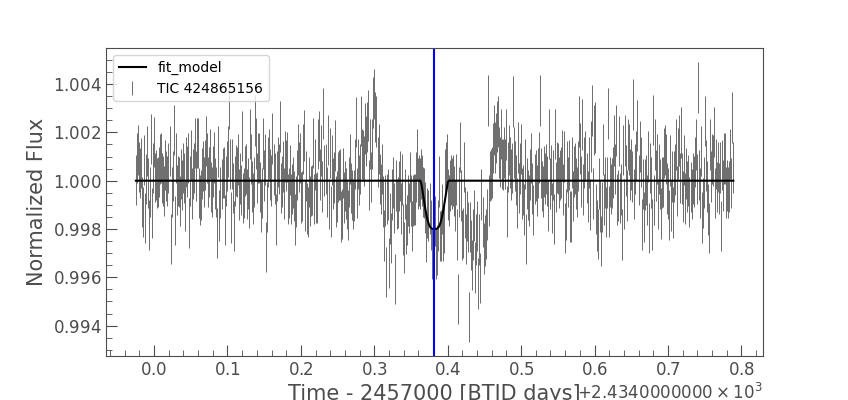 fit_model
TIC 424865156
1.004
1.002
1.000
0.998
0.996
0.994
Normalized Flux
0.0 0.1 0.2 0.3 0.4 0.5 0.6 0.7 0.8
Time - 2457000 [BTJD days]
+2.4340000000 × 10³